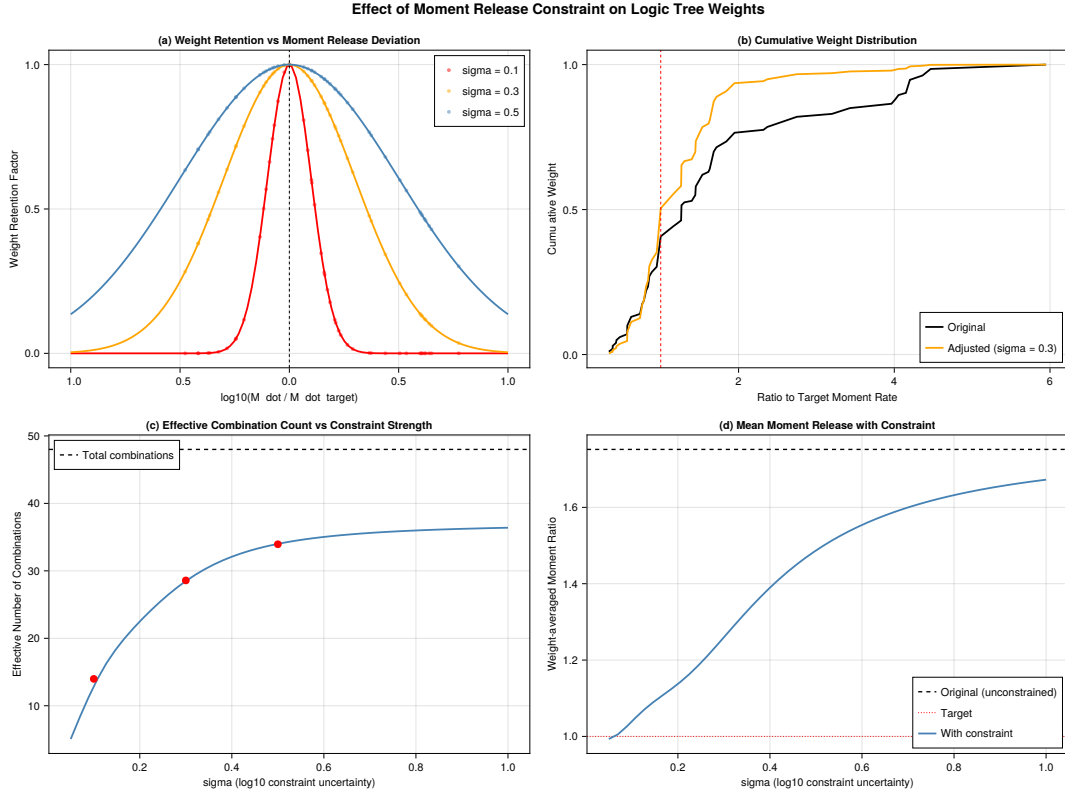 Effect of Moment Release Constraint on Logic Tree Weights
(a) Weight Retention vs Moment Release Deviation
Weight Retention Factor
1.0
0.5
0.0
sigma = 0.1
sigma = 0.3
sigma = 0.5
1.0 0.5 0.0 0.5 1.0
log10(M dot / M dot target)
(b) Cumulative Weight Distribution
Cumu ative Weight
1.0
0.5
0.0
Original
Adjusted (sigma = 0.3)
2 4 6
Ratio to Target Moment Rate
(c) Effective Combination Count vs Constraint Strength
Effective Number of Combinations
50
40
30
20
10
Total combinations
0.2 0.4 0.6 0.8 1.0
sigma (log10 constraint uncertainty)
(d) Mean Moment Release with Constraint
Weight-averaged Moment Ratio
1.6
1.4
1.2
1.0
Original (unconstrained)
Target
With constraint
0.2 0.4 0.6 0.8 1.0
sigma (log10 constraint uncertainty)